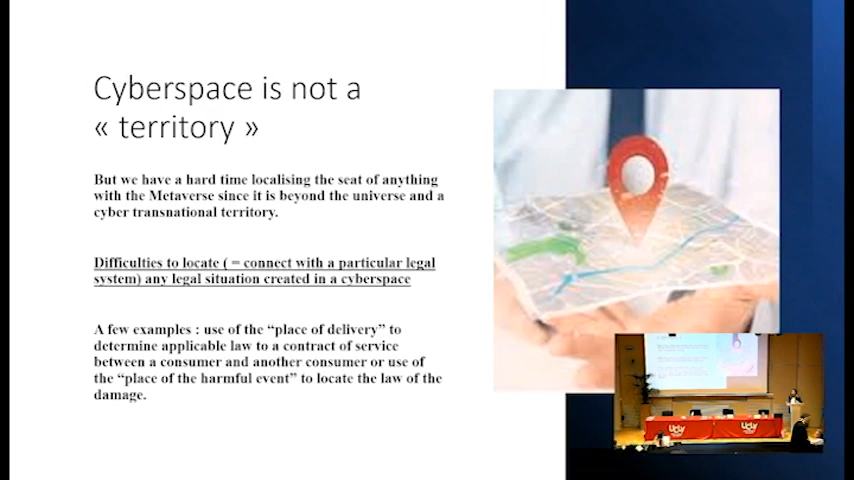 Cyberspace is not a
« territory »
But we have a hard time localising the seat of anything
with the Metaverse since it is beyond the universe and a
cyber transnational territory.
Difficulties to locate ( = connect with a particular legal
system) any legal situation created in a cyberspace
A few examples : use of the “place of delivery” to
determine applicable law to a contract of service
between a consumer and another consumer or use of
the “place of the harmful event” to locate the law of the
damage.
UCLy
UCLy